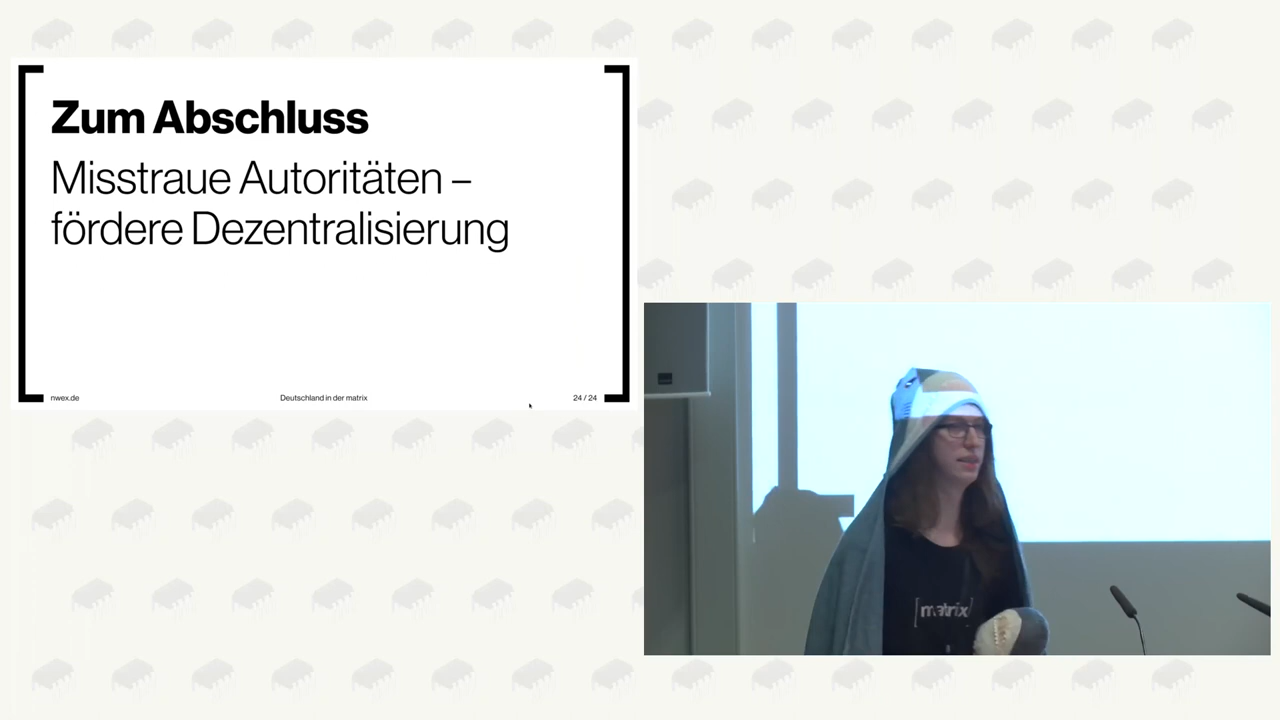 Zum Abschluss
Misstraue Autoritäten –
fördere Dezentralisierung
nwex.de
Deutschland in der matrix
24 / 24
[matrix]